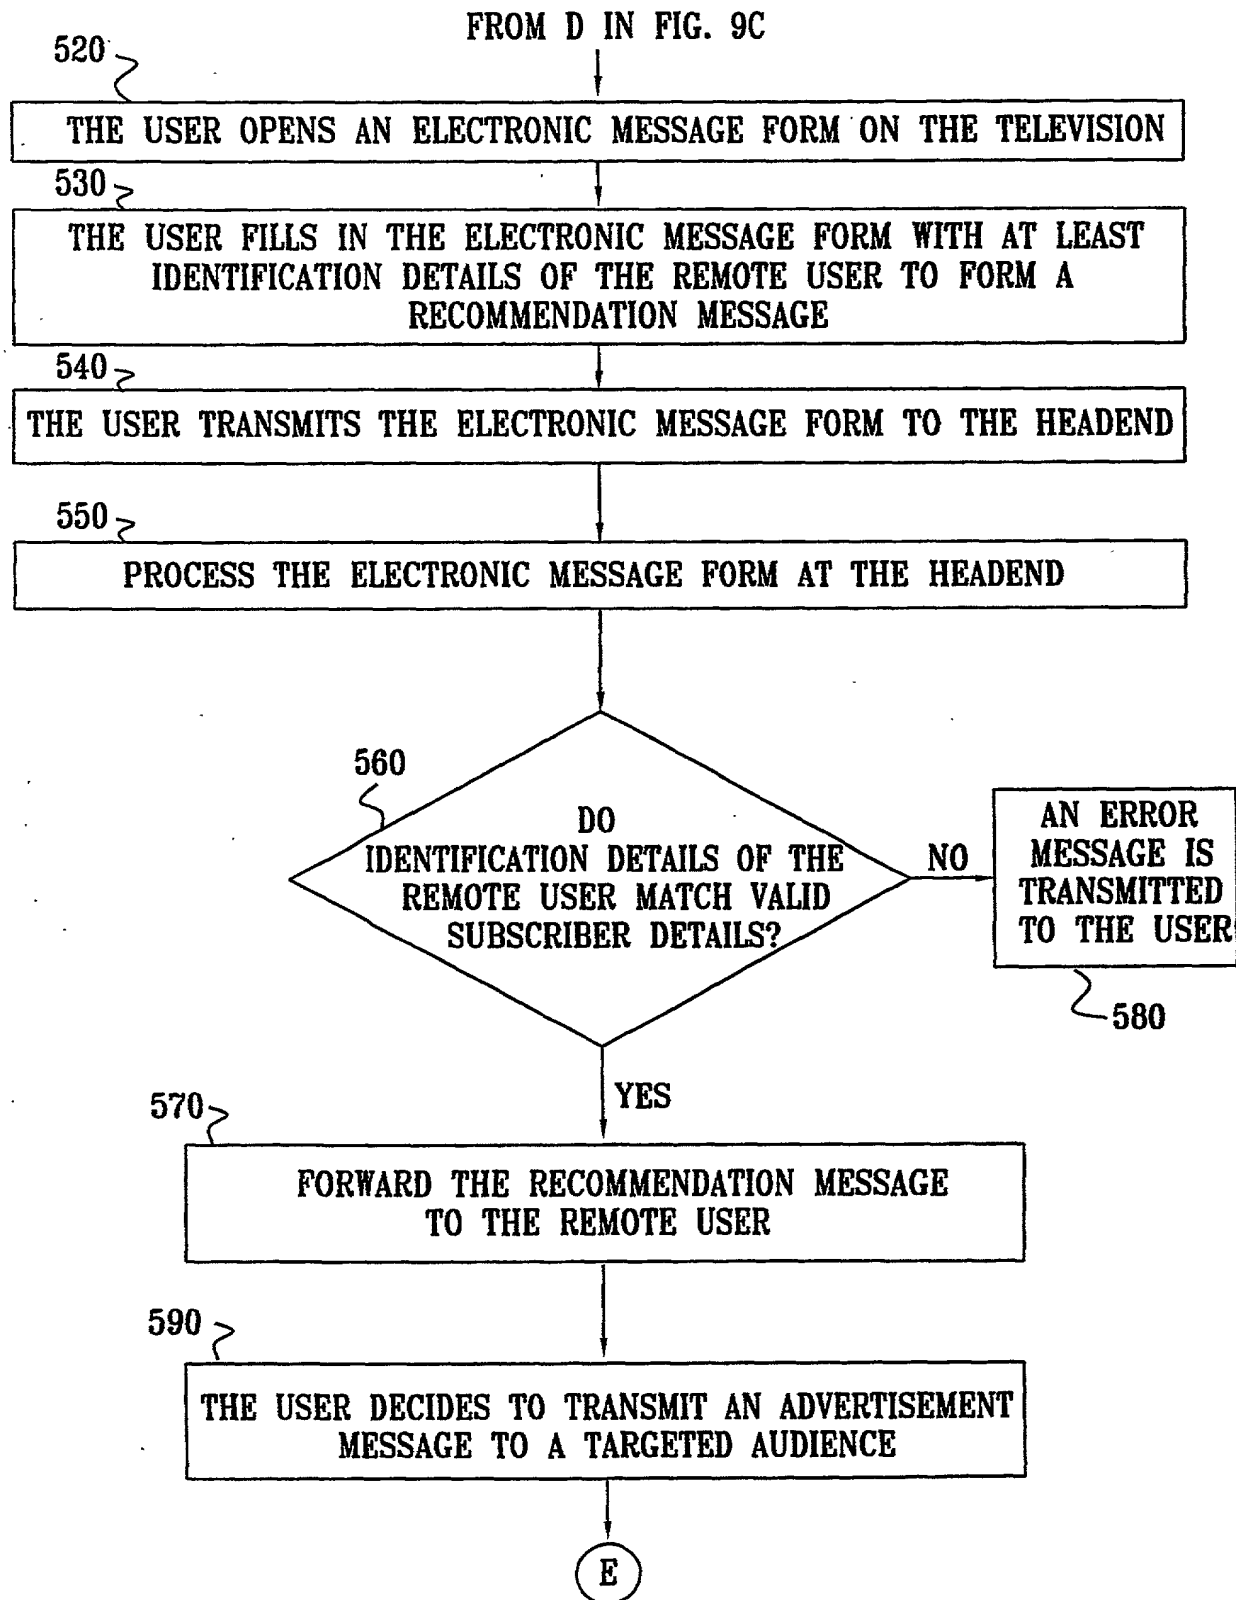 FROM D IN FIG. 9C
520
THE USER OPENS AN ELECTRONIC MESSAGE FORM ON THE TELEVISION
530
THE USER FILLS IN THE ELECTRONIC MESSAGE FORM WITH AT LEAST
IDENTIFICATION DETAILS OF THE REMOTE USER TO FORM A
RECOMMENDATION MESSAGE
540
THE USER TRANSMITS THE ELECTRONIC MESSAGE FORM TO THE HEADEND
550
PROCESS THE ELECTRONIC MESSAGE FORM AT THE HEADEND
560
DO
IDENTIFICATION DETAILS OF THE
REMOTE USER MATCH VALID
SUBSCRIBER DETAILS?
NO
AN ERROR
MESSAGE IS
TRANSMITTED
TO THE USER
580
YES
570
FORWARD THE RECOMMENDATION MESSAGE
TO THE REMOTE USER
590
THE USER DECIDES TO TRANSMIT AN ADVERTISEMENT
MESSAGE TO A TARGETED AUDIENCE
E